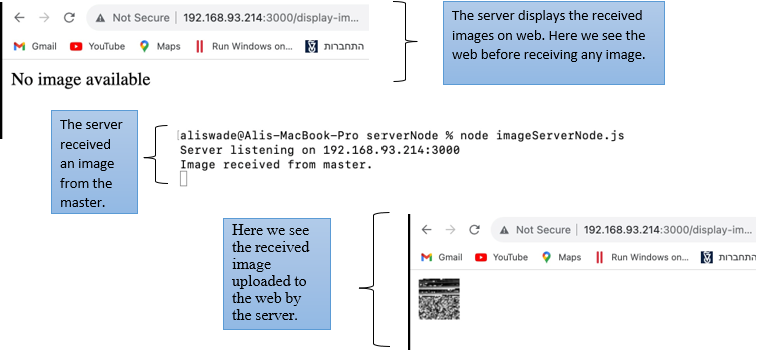 Not Secure | 192.168.93.214:3000/display-im...
Gmail YouTube Maps Run Windows on... התחברות
No image available
The server displays the received
images on web. Here we see the
web before receiving any image.
The server
received
an image
from the
master.
aliswade@Alis-MacBook-Pro serverNode % node imageServerNode.js
Server listening on 192.168.93.214:3000
Image received from master.
Here we see
the received
image
uploaded to
the web by
the server.
Not Secure | 192.168.93.214:3000/display-im...
Gmail YouTube Maps Run Windows on... התחברות